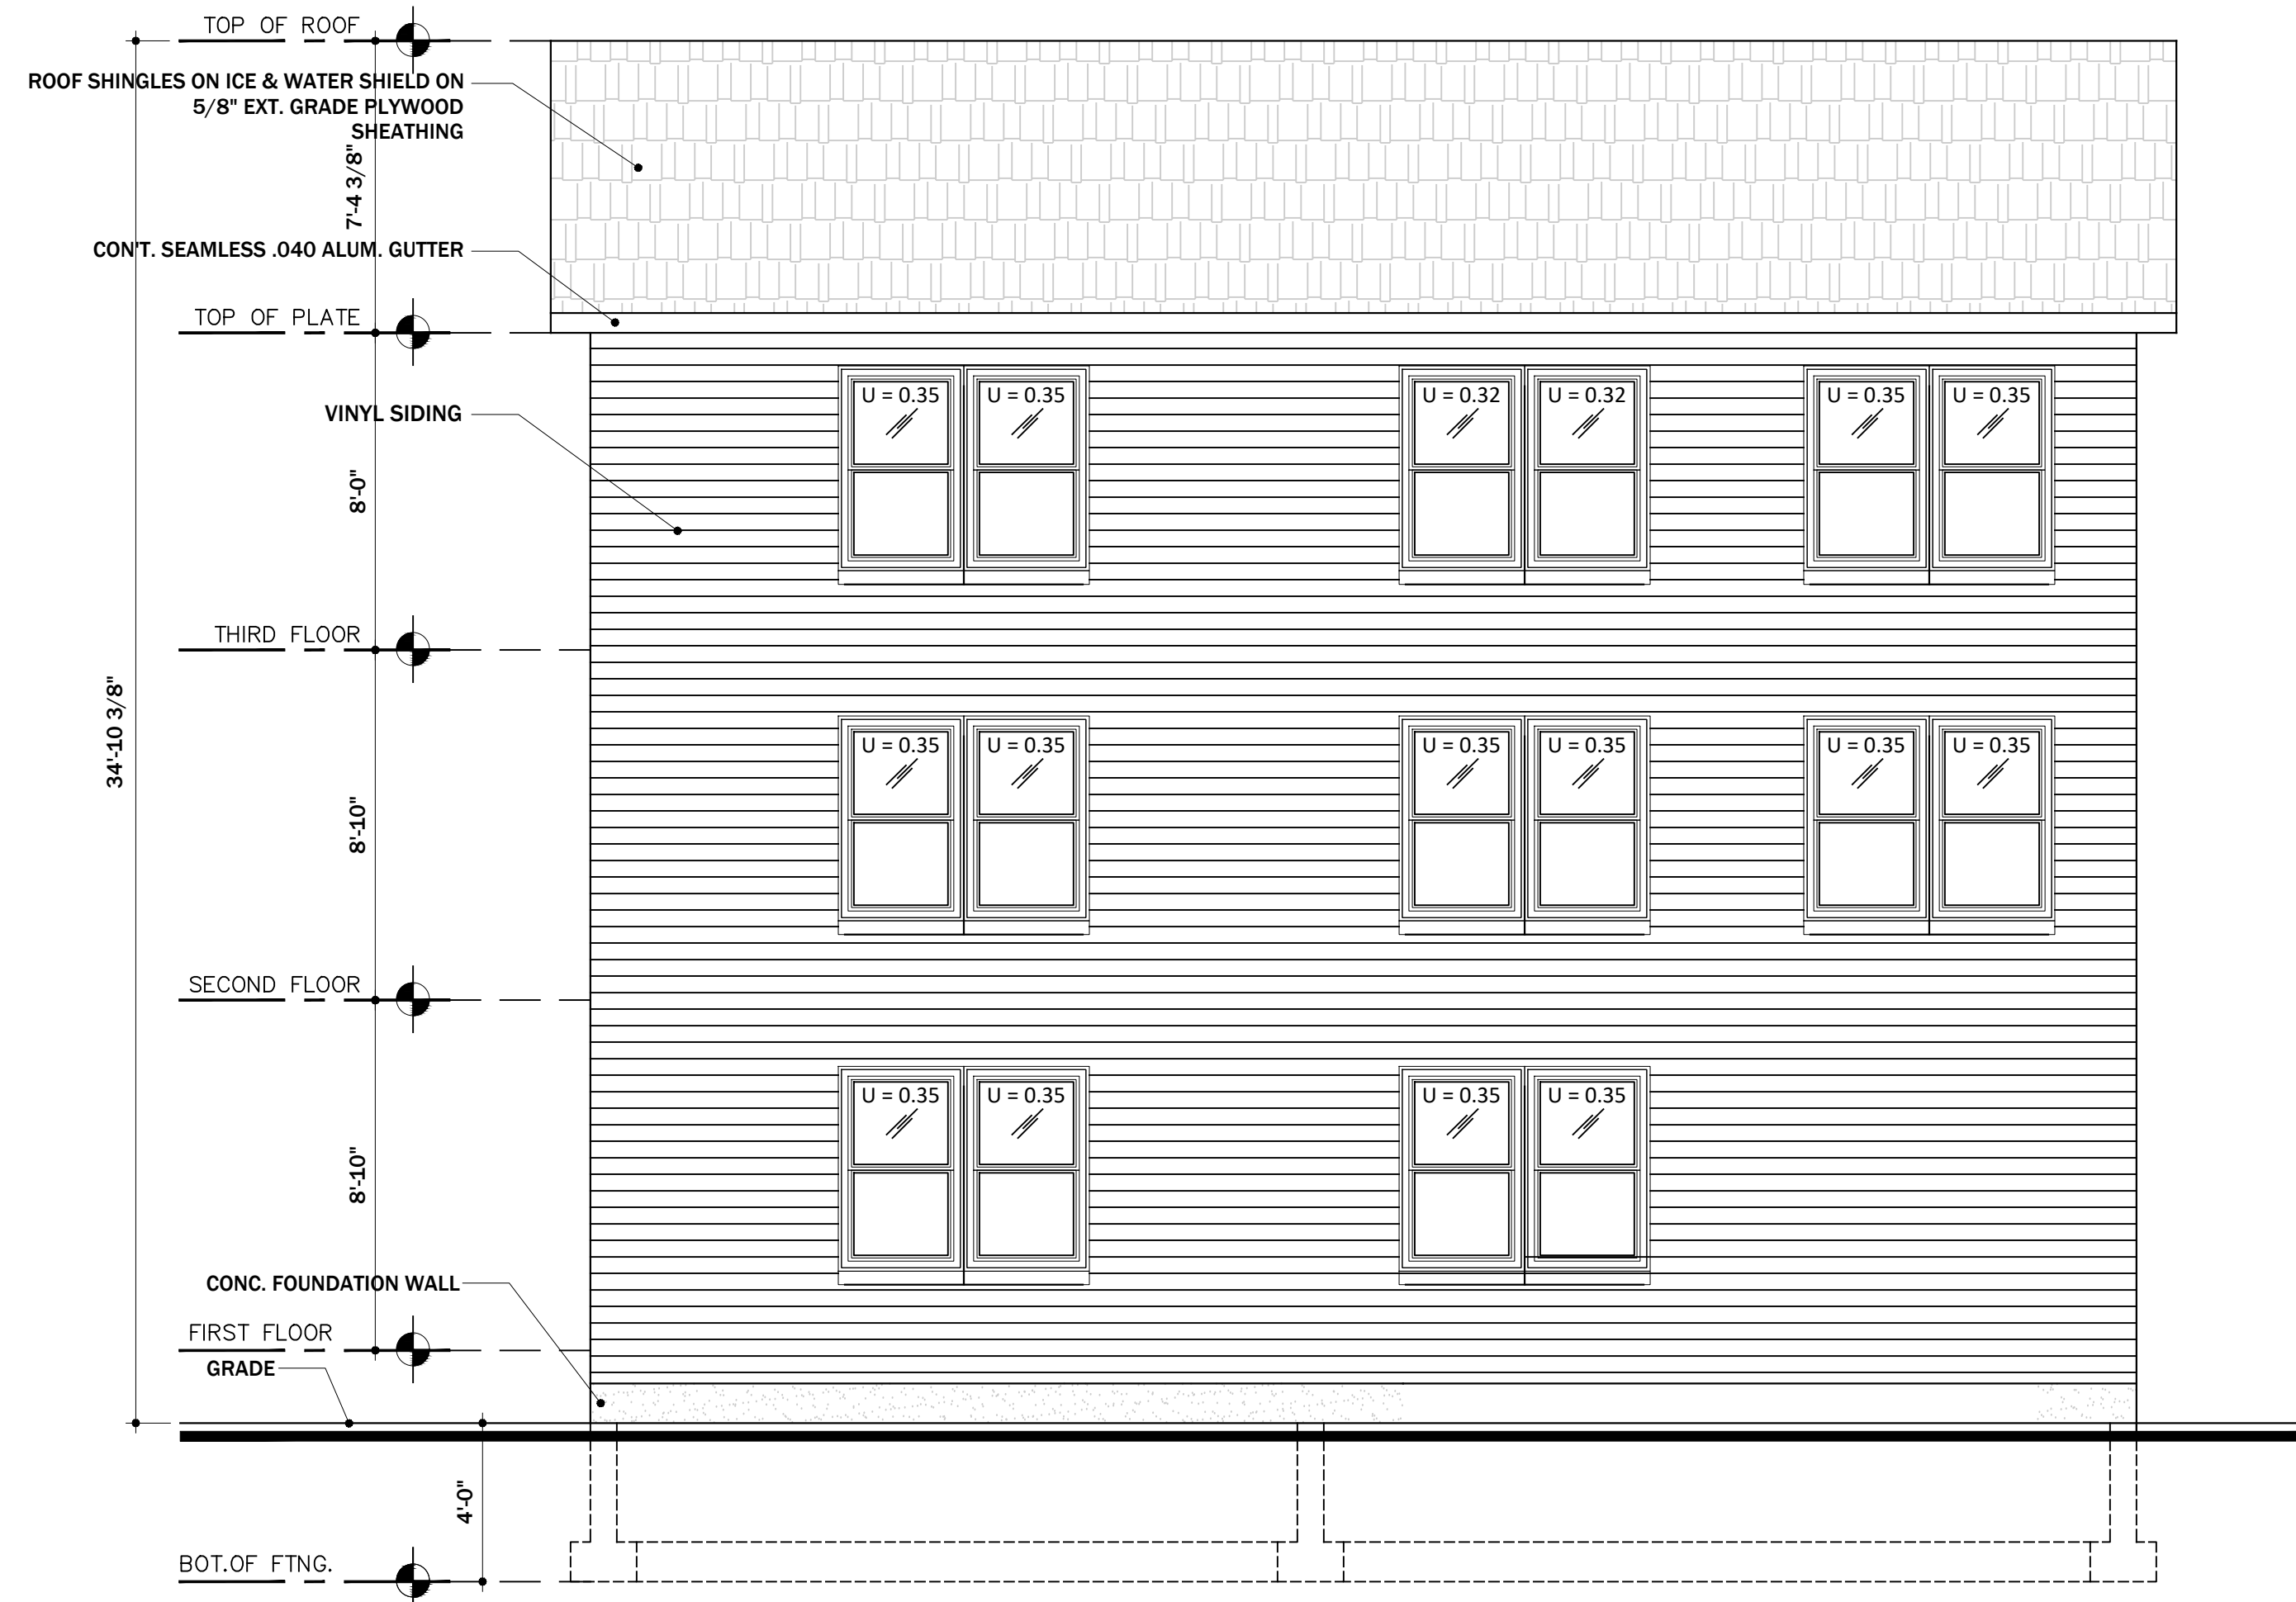 TOP OF ROOF
ROOF SHINGLES ON ICE & WATER SHIELD ON
5/8" EXT. GRADE PLYWOOD
SHEATHING
7'-4 3/8"
CON'T. SEAMLESS .040 ALUM. GUTTER
TOP OF PLATE
U = 0.35 U = 0.35 U = 0.32 U = 0.32 U = 0.35 U = 0.35
VINYL SIDING
8'-0"
THIRD FLOOR
34'-10 3/8"
U = 0.35 U = 0.35 U = 0.35 U = 0.35 U = 0.35 U = 0.35
8'-10"
SECOND FLOOR
U = 0.35 U = 0.35 U = 0.35 U = 0.35
8'-10"
CONC. FOUNDATION WALL
FIRST FLOOR
GRADE
4'-0"
BOT.OF FTNG.